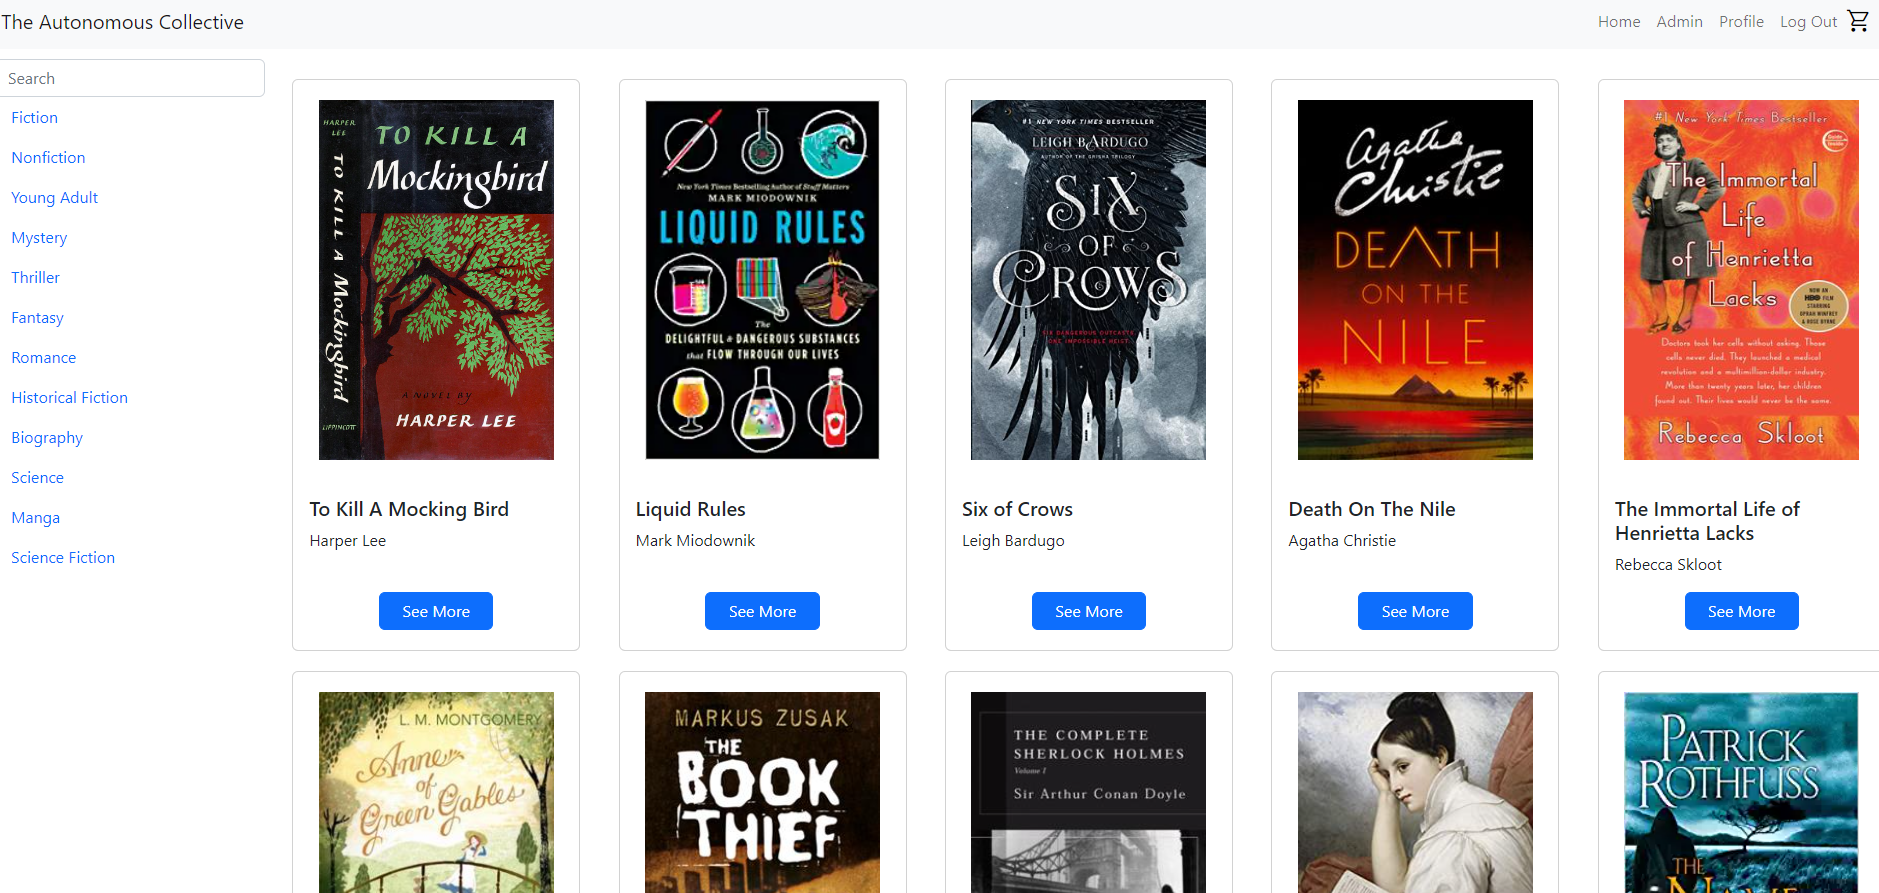 The Autonomous Collective
Home Admin Profile Log Out
Search
Fiction
Nonfiction
Young Adult
Mystery
Thriller
Fantasy
Romance
Historical Fiction
Biography
Science
Manga
Science Fiction
HARPER
LEE
TO KILL A Mockingbird
LIPPINCOTT
TO KILL A
Mockingbird
A NOVEL BY
HARPER LEE
To Kill A Mocking Bird
Harper Lee
See More
New York Times Bestselling Author of Stuff Matters
MARK MIODOWNIK
LIQUID RULES
The
DELIGHTFUL & DANGEROUS SUBSTANCES
that FLOW THROUGH OUR LIVES
Liquid Rules
Mark Miodownik
See More
#1 NEW YORK TIMES BESTSELLER
LEIGH BARDUGO
AUTHOR OF THE GRISHA TRILOGY
SIX
OF
CROWS
SIX DANGEROUS OUTCASTS.
ONE IMPOSSIBLE HEIST.
Six of Crows
Leigh Bardugo
See More
Agatha
Christie
DEATH
ON THE
NILE
Death On The Nile
Agatha Christie
See More
#1 New York Times Bestseller
The Immortal
Life
of Henrietta
Lacks
NOW AN
HBO FILM
STARRING
OPRAH WINFREY
& ROSE BYRNE
Doctors took her cells without asking. Those
cells never died. They launched a medical
revolution and a multimillion-dollar industry.
More than twenty years later, her children
found out. Their lives would never be the same.
Rebecca Skloot
The Immortal Life of
Henrietta Lacks
Rebecca Skloot
See More
L. M. MONTGOMERY
Anne
of
Green Gables
MARKUS ZUSAK
THE
BOOK
THIEF
THE COMPLETE
SHERLOCK HOLMES
Volume I
Sir Arthur Conan Doyle
PATRICK
ROTHFUSS
THE
NAME